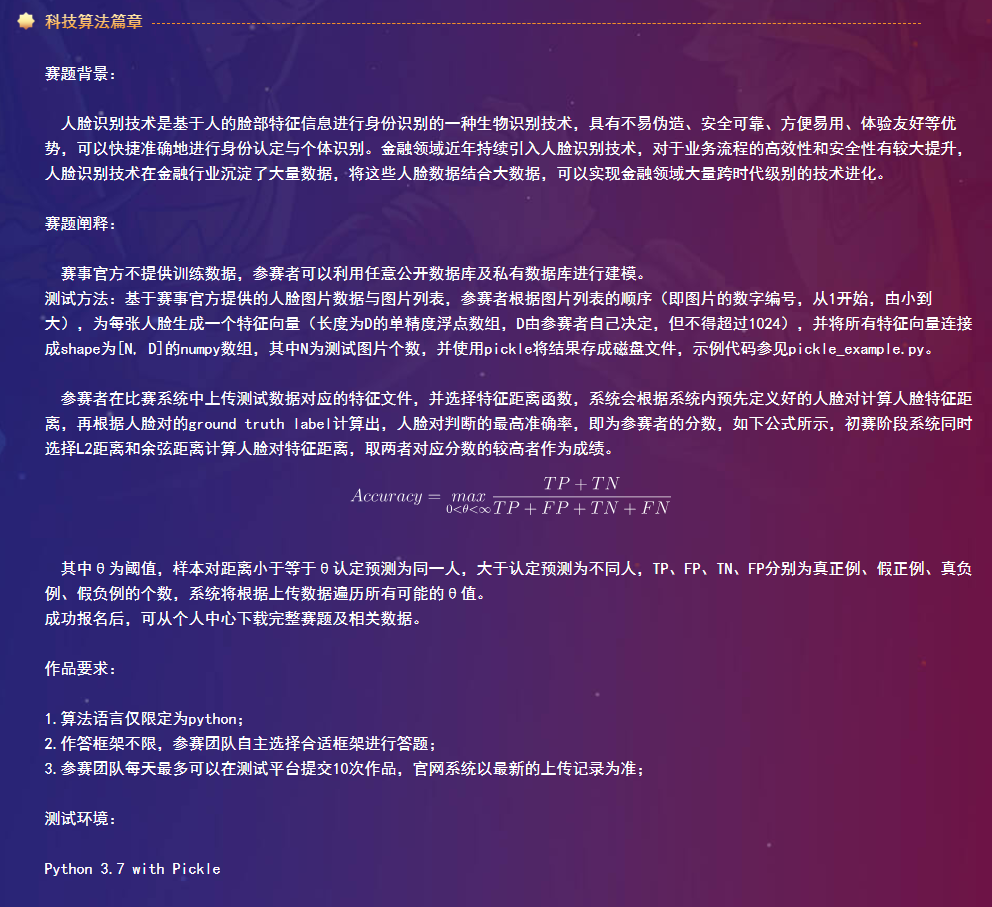 科技算法篇章
赛题背景：
人脸识别技术是基于人的脸部特征信息进行身份识别的一种生物识别技术，具有不易伪造、安全可靠、方便易用、体验友好等优
势，可以快捷准确地进行身份认定与个体识别。金融领域近年持续引入人脸识别技术，对于业务流程的高效性和安全性有较大提升，
人脸识别技术在金融行业沉淀了大量数据，将这些人脸数据结合大数据，可以实现金融领域大量跨时代级别的技术进化。
赛题阐释：
赛事官方不提供训练数据，参赛者可以利用任意公开数据库及私有数据库进行建模。
测试方法：基于赛事官方提供的人脸图片数据与图片列表，参赛者根据图片列表的顺序（即图片的数字编号，从1开始，由小到
大），为每张人脸生成一个特征向量（长度为D的单精度浮点数组，D由参赛者自己决定，但不得超过1024），并将所有特征向量连接
成shape为[N, D]的numpy数组，其中N为测试图片个数，并使用pickle将结果存成磁盘文件，示例代码参见pickle_example.py。
参赛者在比赛系统中上传测试数据对应的特征文件，并选择特征距离函数，系统会根据系统内预先定义好的人脸对计算人脸特征距
离，再根据人脸对的ground truth label计算出，人脸对判断的最高准确率，即为参赛者的分数，如下公式所示，初赛阶段系统同时
选择L2距离和余弦距离计算人脸对特征距离，取两者对应分数的较高者作为成绩。
Accuracy = max 0<θ<∞ (TP + TN) / (TP + FP + TN + FN)
其中θ为阈值，样本对距离小于等于θ认定预测为同一人，大于认定预测为不同人，TP、FP、TN、FP分别为真正例、假正例、真负
例、假负例的个数，系统将根据上传数据遍历所有可能的θ值。
成功报名后，可从个人中心下载完整赛题及相关数据。
作品要求：
1.算法语言仅限定为python；
2.作答框架不限，参赛团队自主选择合适框架进行答题；
3.参赛团队每天最多可以在测试平台提交10次作品，官网系统以最新的上传记录为准；
测试环境：
Python 3.7 with Pickle